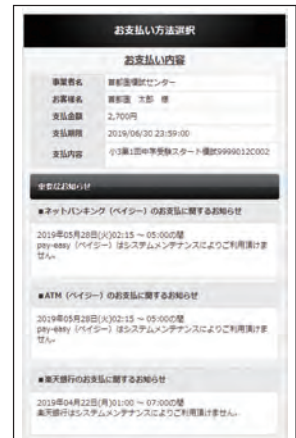 お支払い方法選択
お支払い内容
事業者名 首都圏模試センター
お客様名 首都圏 太郎 様
支払金額 2,700円
支払期限 2019/06/30 23:59:00
支払内容 小3第1回中学受験スタート模試9999012C002
重要なお知らせ
■ネットバンキング（ペイジー）のお支払に関するお知らせ
2019年05月28日(火)02:15 ～ 05:00の間
pay-easy（ペイジー）はシステムメンテナンスによりご利用頂けま
せん。
■ATM（ペイジー）のお支払に関するお知らせ
2019年05月28日(火)02:15 ～ 05:00の間
pay-easy（ペイジー）はシステムメンテナンスによりご利用頂けま
せん。
■楽天銀行のお支払に関するお知らせ
2019年04月22日(月)01:00 ～ 07:00の間
楽天銀行はシステムメンテナンスによりご利用頂けません。